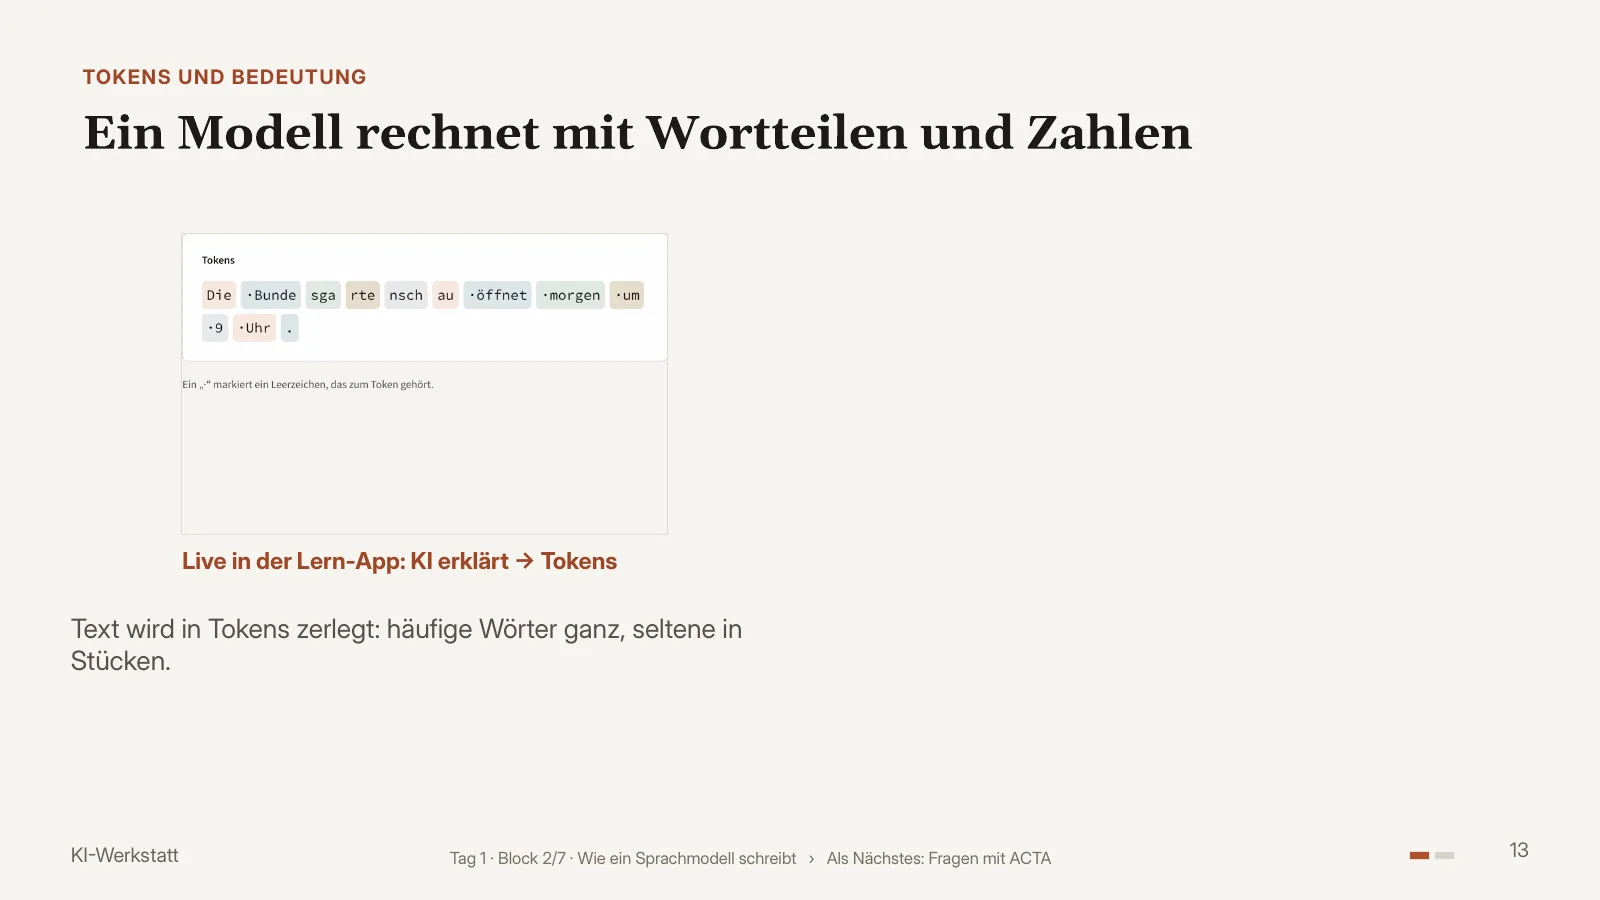 TOKENS UND BEDEUTUNG
Ein Modell rechnet mit Wortteilen und Zahlen
Tokens
Die ·Bunde sga rte nsch au ·öffnet ·morgen ·um
·9 ·Uhr .
Ein „·“ markiert ein Leerzeichen, das zum Token gehört.
Live in der Lern-App: KI erklärt → Tokens
Text wird in Tokens zerlegt: häufige Wörter ganz, seltene in
Stücken.
KI-Werkstatt
Tag 1 · Block 2/7 · Wie ein Sprachmodell schreibt › Als Nächstes: Fragen mit ACTA
13